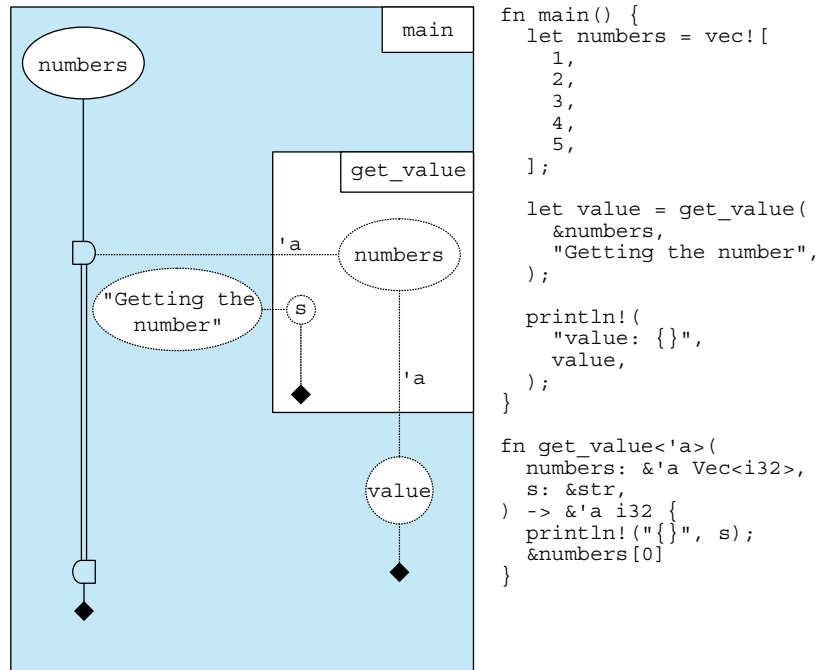 main
numbers
get_value
'a
numbers
"Getting the
number"
s
'a
value
fn main() {
  let numbers = vec![
    1,
    2,
    3,
    4,
    5,
  ];
  let value = get_value(
    &numbers,
    "Getting the number",
  );
  println!(
    "value: {}",
    value,
  );
}
fn get_value<'a>(
  numbers: &'a Vec<i32>,
  s: &str,
) -> &'a i32 {
  println!("{}", s);
  &numbers[0]
}